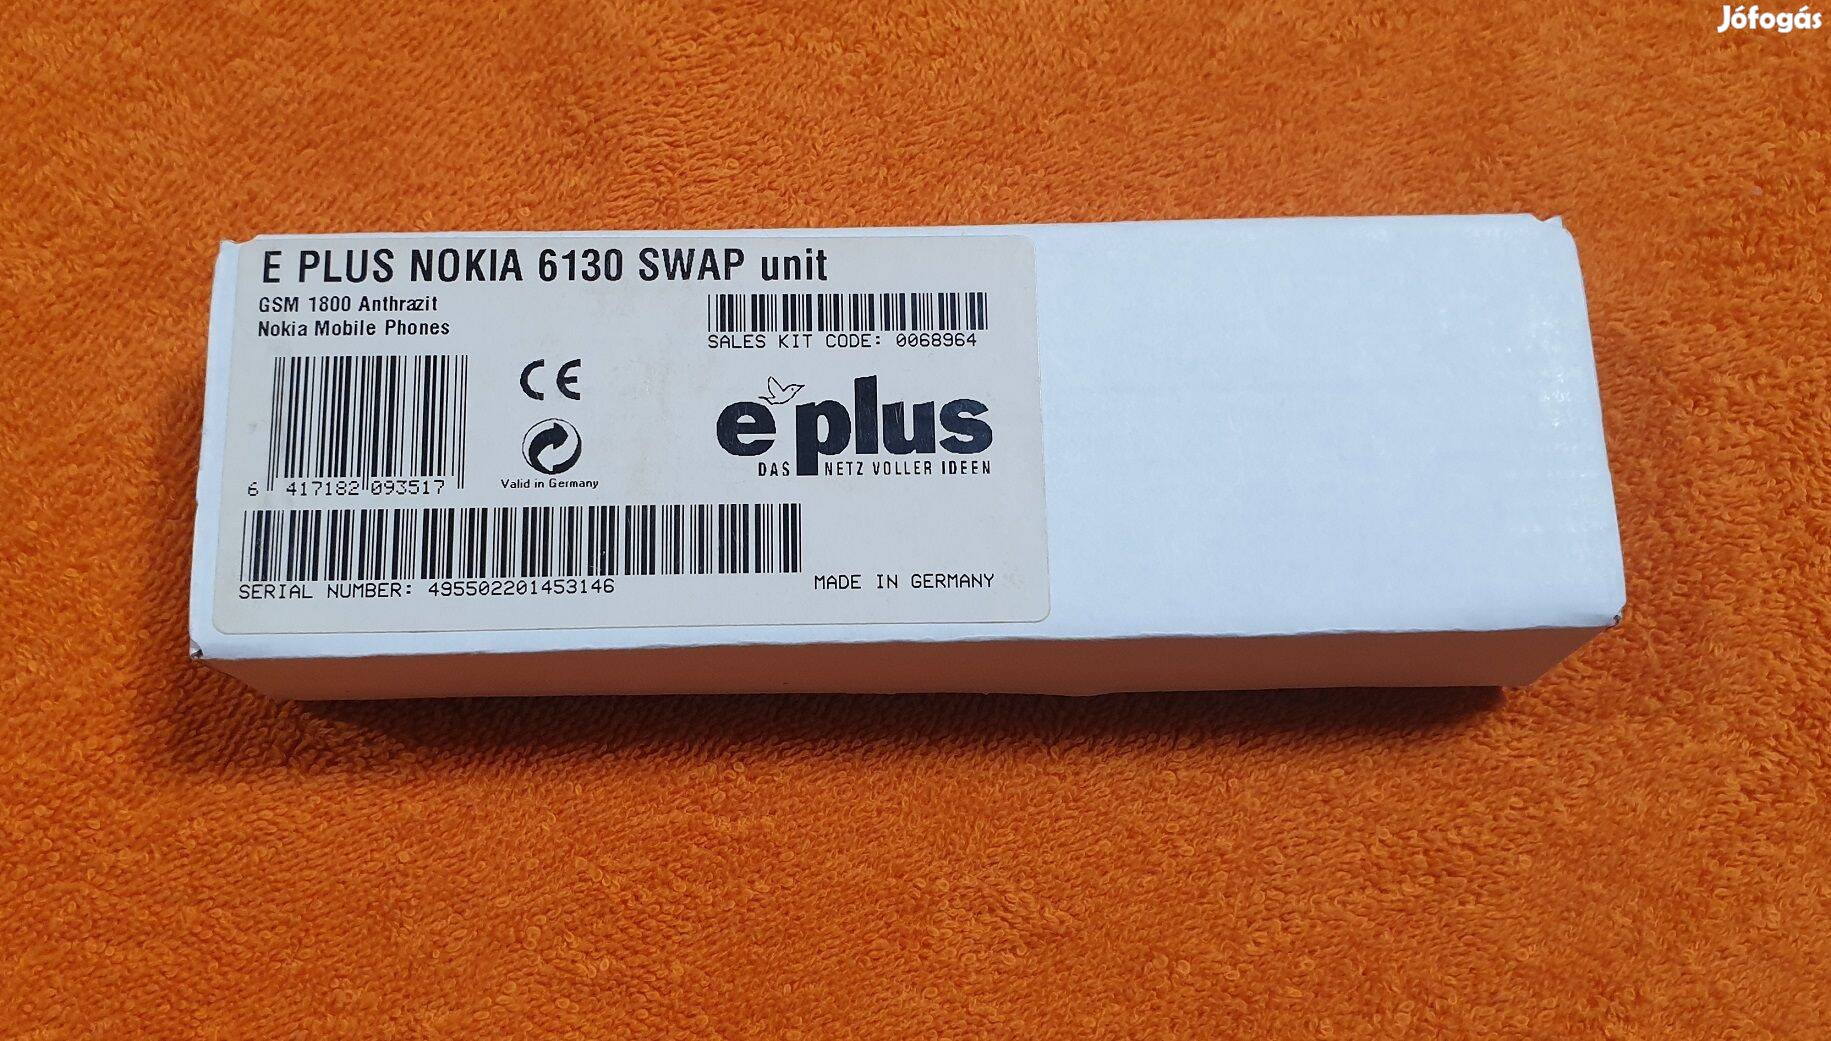 Jófogás
E PLUS NOKIA 6130 SWAP unit
GSM 1800 Anthrazit
Nokia Mobile Phones
SALES KIT CODE: 0068964
CE
e plus
DAS NETZ VOLLER IDEEN
Valid in Germany
6 417182 093517
SERIAL NUMBER: 495502201453146
MADE IN GERMANY